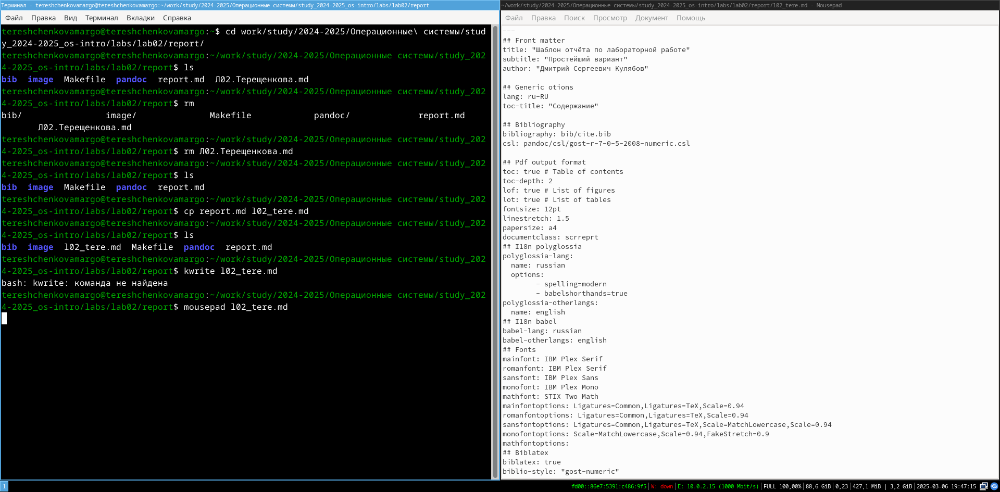 Терминал - tereshchenkovamargo@tereshchenkovamargo:~/work/study/2024-2025/Операционные системы/study_2024-2025_os-intro/labs/lab02/report
Файл Правка Вид Терминал Вкладки Справка
tereshchenkovamargo@tereshchenkovamargo:~$ cd work/study/2024-2025/Операционные\ системы/stud
y_2024-2025_os-intro/labs/lab02/report/
tereshchenkovamargo@tereshchenkovamargo:~/work/study/2024-2025/Операционные системы/study_202
4-2025_os-intro/labs/lab02/report$ ls
bib image Makefile pandoc report.md Л02.Терещенкова.md
tereshchenkovamargo@tereshchenkovamargo:~/work/study/2024-2025/Операционные системы/study_202
4-2025_os-intro/labs/lab02/report$ rm
bib/ image/ Makefile pandoc/ report.md
Л02.Терещенкова.md
tereshchenkovamargo@tereshchenkovamargo:~/work/study/2024-2025/Операционные системы/study_202
4-2025_os-intro/labs/lab02/report$ rm Л02.Терещенкова.md
tereshchenkovamargo@tereshchenkovamargo:~/work/study/2024-2025/Операционные системы/study_202
4-2025_os-intro/labs/lab02/report$ ls
bib image Makefile pandoc report.md
tereshchenkovamargo@tereshchenkovamargo:~/work/study/2024-2025/Операционные системы/study_202
4-2025_os-intro/labs/lab02/report$ cp report.md l02_tere.md
tereshchenkovamargo@tereshchenkovamargo:~/work/study/2024-2025/Операционные системы/study_202
4-2025_os-intro/labs/lab02/report$ ls
bib image l02_tere.md Makefile pandoc report.md
tereshchenkovamargo@tereshchenkovamargo:~/work/study/2024-2025/Операционные системы/study_202
4-2025_os-intro/labs/lab02/report$ kwrite l02_tere.md
bash: kwrite: команда не найдена
tereshchenkovamargo@tereshchenkovamargo:~/work/study/2024-2025/Операционные системы/study_202
4-2025_os-intro/labs/lab02/report$ mousepad l02_tere.md
~/work/study/2024-2025/Операционные системы/study_2024-2025_os-intro/labs/lab02/report/l02_tere.md - Mousepad
Файл Правка Поиск Просмотр Документ Помощь
---
## Front matter
title: "Шаблон отчёта по лабораторной работе"
subtitle: "Простейший вариант"
author: "Дмитрий Сергеевич Кулябов"
## Generic otions
lang: ru-RU
toc-title: "Содержание"
## Bibliography
bibliography: bib/cite.bib
csl: pandoc/csl/gost-r-7-0-5-2008-numeric.csl
## Pdf output format
toc: true # Table of contents
toc-depth: 2
lof: true # List of figures
lot: true # List of tables
fontsize: 12pt
linestretch: 1.5
papersize: a4
documentclass: scrreprt
## I18n polyglossia
polyglossia-lang:
name: russian
options:
- spelling=modern
- babelshorthands=true
polyglossia-otherlangs:
name: english
## I18n babel
babel-lang: russian
babel-otherlangs: english
## Fonts
mainfont: IBM Plex Serif
romanfont: IBM Plex Serif
sansfont: IBM Plex Sans
monofont: IBM Plex Mono
mathfont: STIX Two Math
mainfontoptions: Ligatures=Common,Ligatures=TeX,Scale=0.94
romanfontoptions: Ligatures=Common,Ligatures=TeX,Scale=0.94
sansfontoptions: Ligatures=Common,Ligatures=TeX,Scale=MatchLowercase,Scale=0.94
monofontoptions: Scale=MatchLowercase,Scale=0.94,FakeStretch=0.9
mathfontoptions:
## Biblatex
biblatex: true
biblio-style: "gost-numeric"
1
fd00::86e7:5391:c486:9f5|W: down|E: 10.0.2.15 (1000 Mbit/s)|FULL 100,00%|88,6 GiB|0,23|427,1 MiB | 3,2 GiB|2025-03-06 19:47:15